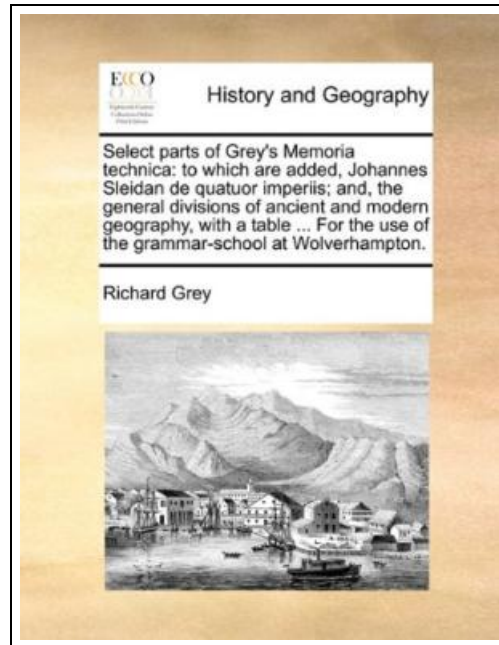 ECCO
History and Geography
Select parts of Grey's Memoria
technica: to which are added, Johannes
Sleidan de quatuor imperiis; and, the
general divisions of ancient and modern
geography, with a table ... For the use of
the grammar-school at Wolverhampton.
Richard Grey